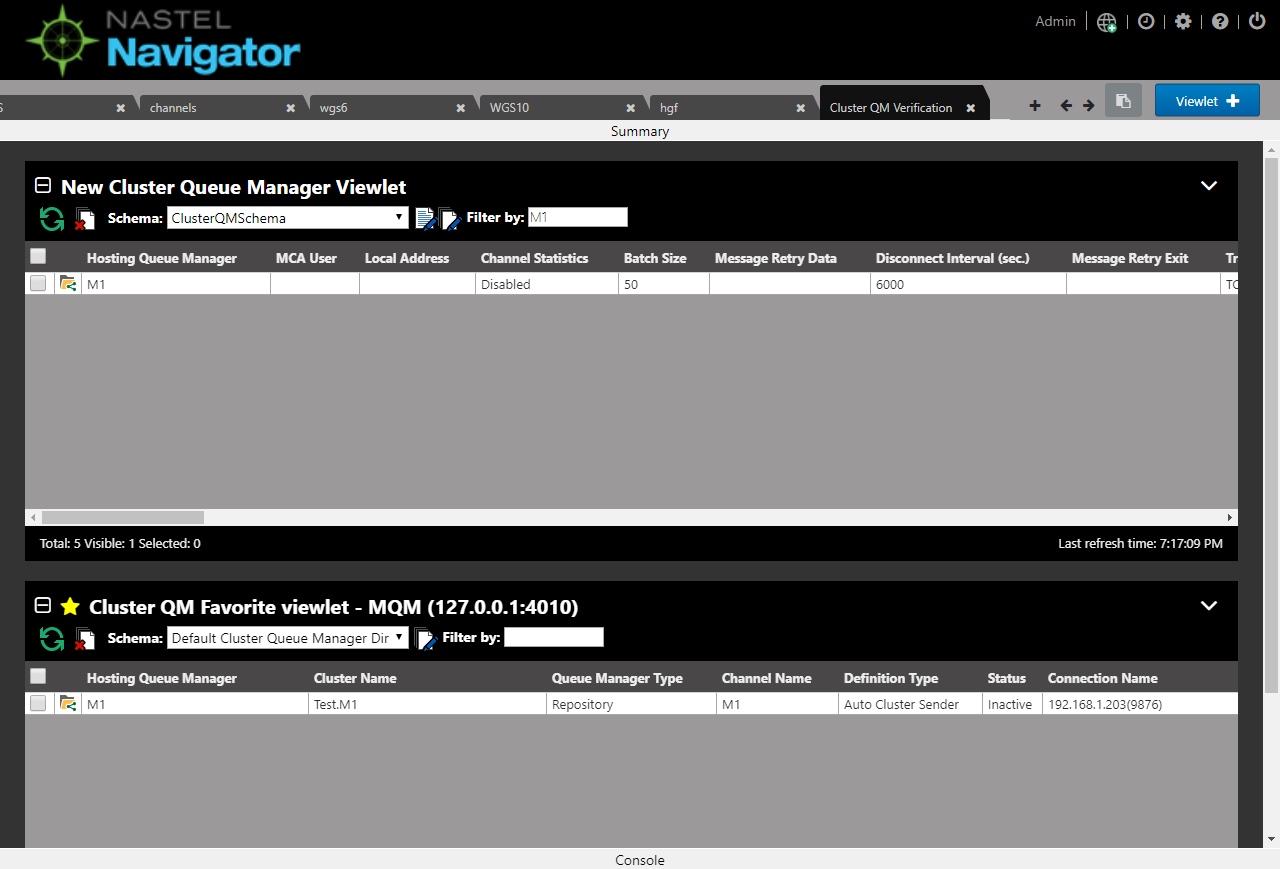 NASTEL
Navigator
Admin
S channels wgs6 WGS10 hgf Cluster QM Verification Viewlet
Summary
New Cluster Queue Manager Viewlet
Schema: ClusterQMSchema Filter by: M1
Hosting Queue Manager MCA User Local Address Channel Statistics Batch Size Message Retry Data Disconnect Interval (sec.) Message Retry Exit Tr
M1 Disabled 50 6000 TC
Total: 5 Visible: 1 Selected: 0 Last refresh time: 7:17:09 PM
Cluster QM Favorite viewlet - MQM (127.0.0.1:4010)
Schema: Default Cluster Queue Manager Dir Filter by:
Hosting Queue Manager Cluster Name Queue Manager Type Channel Name Definition Type Status Connection Name
M1 Test.M1 Repository M1 Auto Cluster Sender Inactive 192.168.1.203(9876)
Console